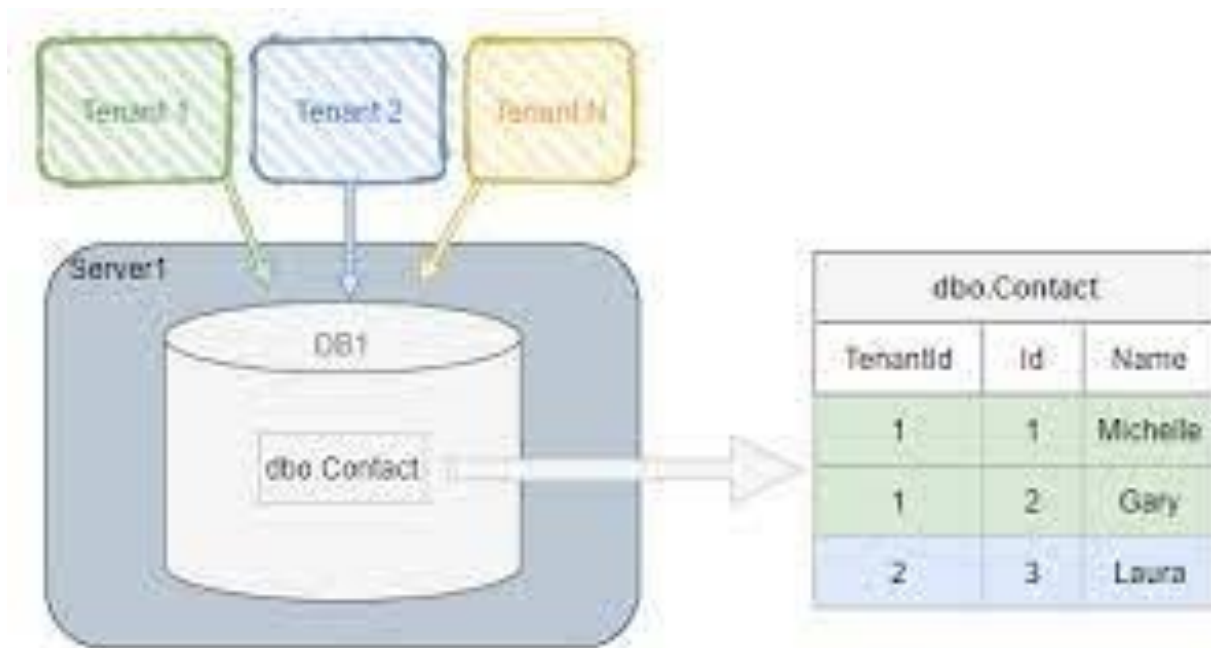 Tenant 1 Tenant 2 Tenant N
Server1
DB1
dbo.Contact
dbo.Contact
TenantId Id Name
1 1 Michelle
1 2 Gary
2 3 Laura